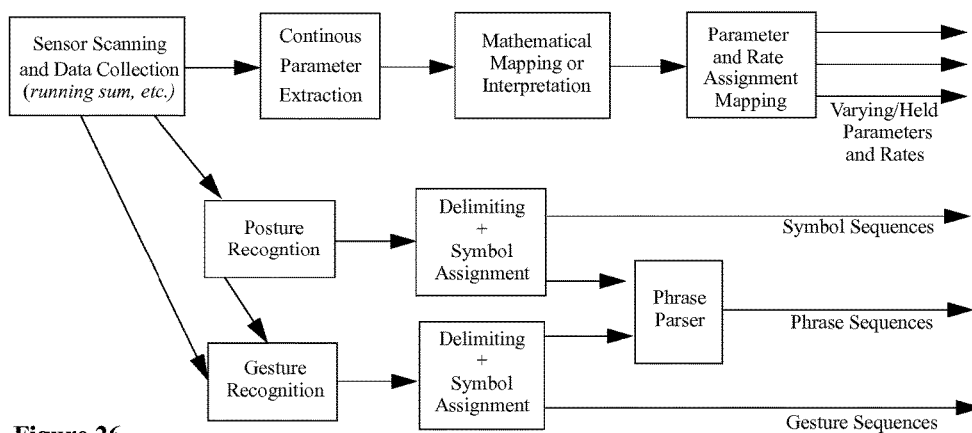 Sensor Scanning
and Data Collection
(running sum, etc.)
Continous
Parameter
Extraction
Mathematical
Mapping or
Interpretation
Parameter
and Rate
Assignment
Mapping
Varying/Held
Parameters
and Rates
Posture
Recogntion
Delimiting
+
Symbol
Assignment
Symbol Sequences
Phrase
Parser
Phrase Sequences
Gesture
Recognition
Delimiting
+
Symbol
Assignment
Gesture Sequences
Figure 26